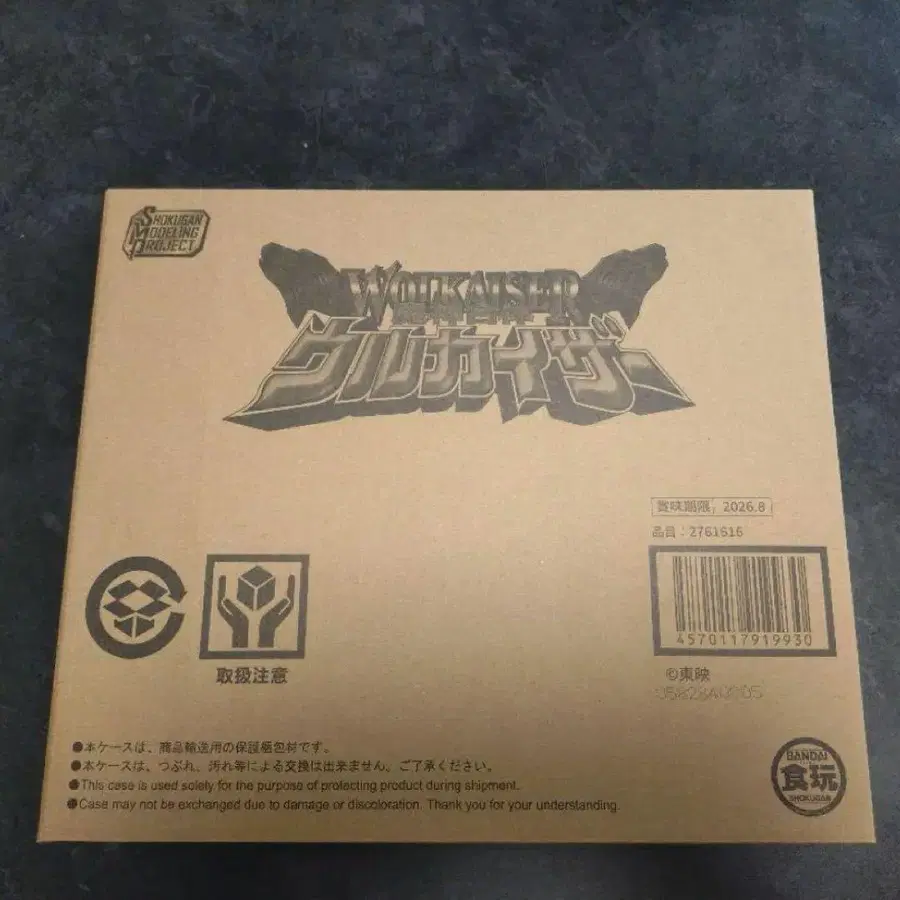 SHOKUGAN
MODELING
PROJECT
WOLKAISER
ウルカイザー
賞味期限 2026.8
品目：2761616
4570117919930
取扱注意
©東映
●本ケースは、商品輸送用の保護梱包材です。
●本ケースは、つぶれ、汚れ等による交換は出来ません。ご了承ください。
●This case is used solely for the purpose of protecting product during shipment.
●Case may not be exchanged due to damage or discoloration. Thank you for your understanding.
BANDAI
食玩
SHOKUGAN